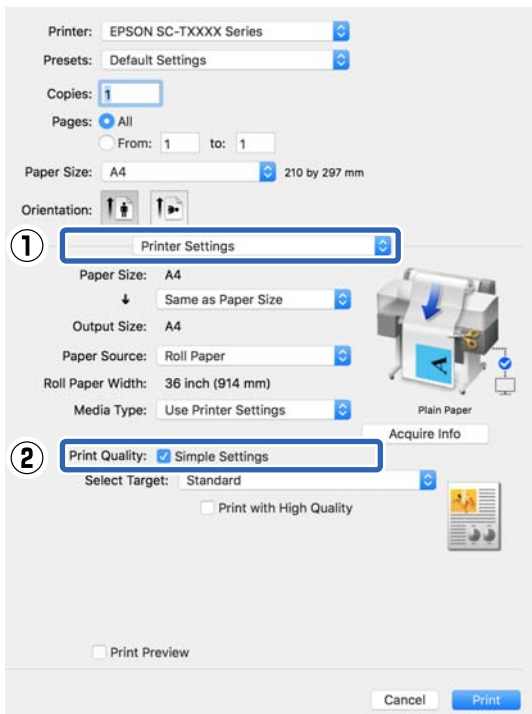 Printer: EPSON SC-TXXXX Series
Presets: Default Settings
Copies: 1
Pages: All
From: 1 to: 1
Paper Size: A4 210 by 297 mm
Orientation:
1 Printer Settings
Paper Size: A4
Same as Paper Size
Output Size: A4
Paper Source: Roll Paper
Roll Paper Width: 36 inch (914 mm)
Media Type: Use Printer Settings
Plain Paper
Acquire Info
2 Print Quality: Simple Settings
Select Target: Standard
Print with High Quality
Print Preview
Cancel Print